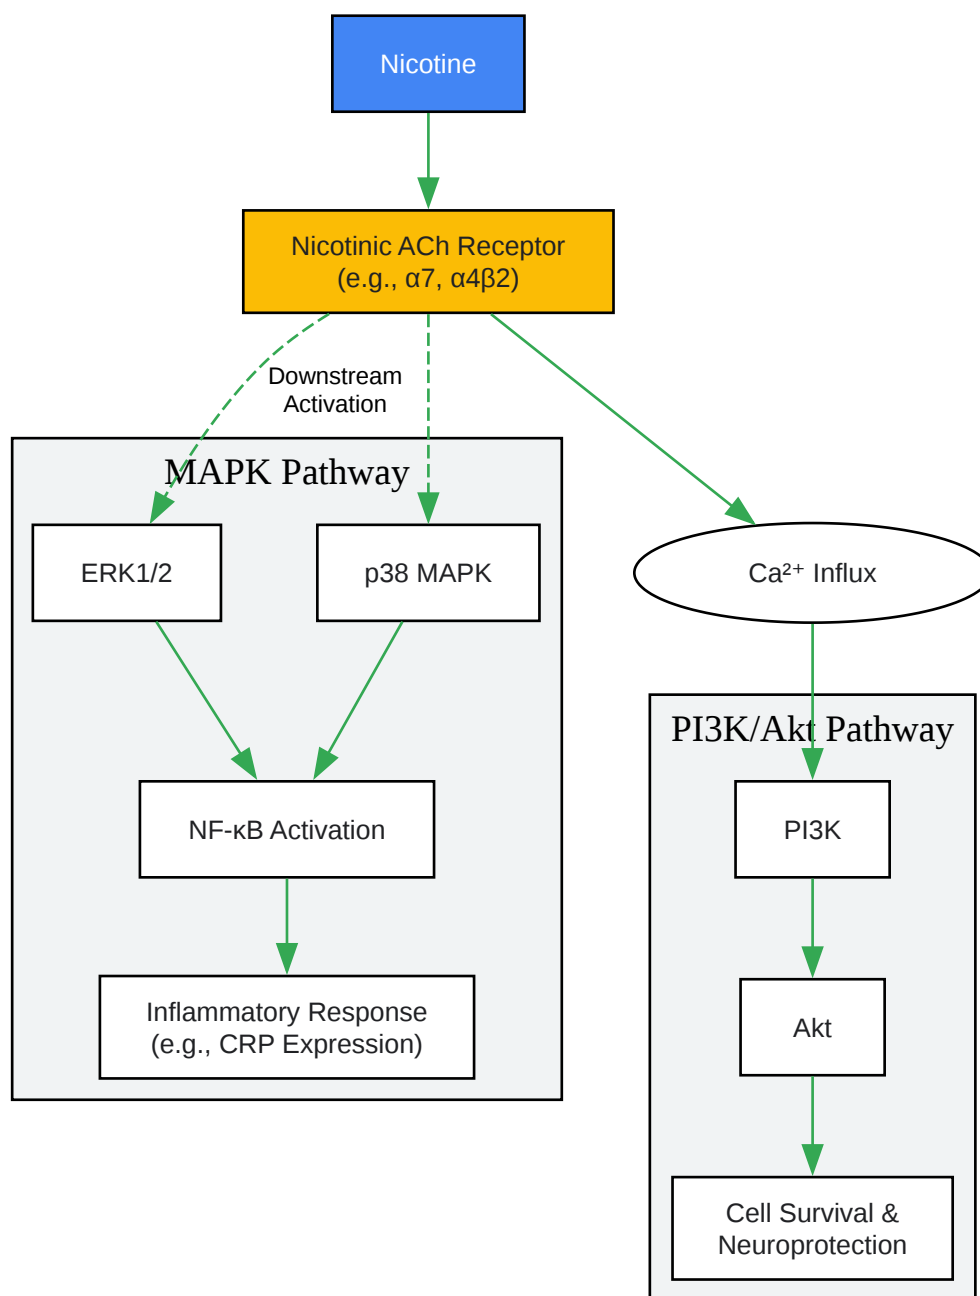 Nicotine
Nicotinic ACh Receptor
(e.g., α7, α4β2)
Downstream
Activation
MAPK Pathway
ERK1/2
p38 MAPK
Ca²⁺ Influx
PI3K/Akt Pathway
NF-κB Activation
PI3K
Inflammatory Response
(e.g., CRP Expression)
Akt
Cell Survival &
Neuroprotection